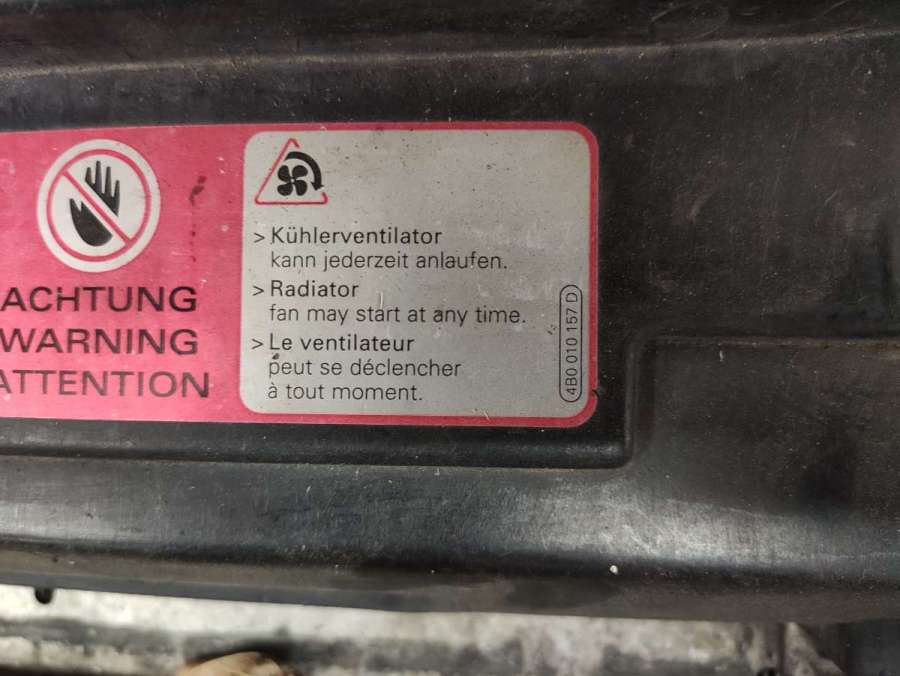 ACHTUNG
WARNING
ATTENTION
> Kühlerventilator
kann jederzeit anlaufen.
> Radiator
fan may start at any time.
> Le ventilateur
peut se déclencher
à tout moment.
4B0 010 157 D